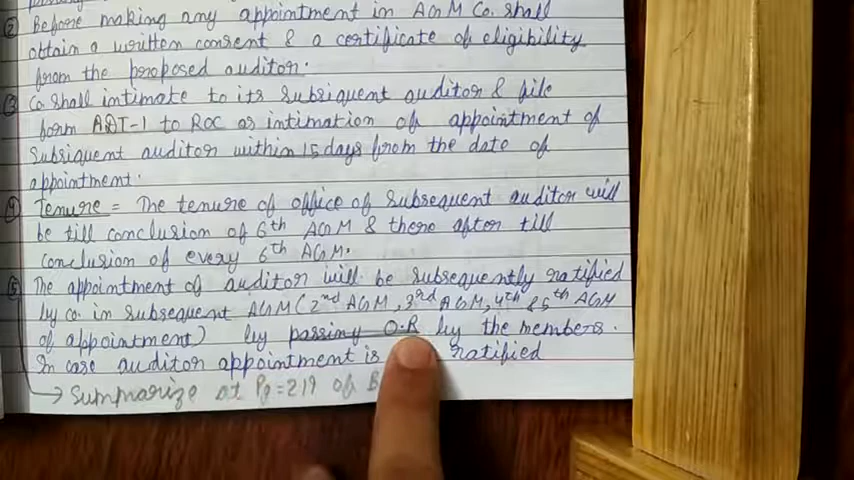 ② Before making any appointment in AGM Co. shall
obtain a written consent & a certificate of eligibility
from the proposed auditor.
③ Co shall intimate to its subsiquent auditor & file
form ADT-1 to ROC as intimation of appointment of
Subsiquent auditor within 15 days from the date of
appointment.
④ Tenure = The tenure of office of subsequent auditor will
be till conclusion of 6th AGM & there after till
conclusion of every 6th AGM.
⑤ The appointment of auditor will be subsequently ratified
by co. in subsequent AGM (2nd AGM, 3rd AGM, 4th & 5th AGM
of appointment) by passing O.R by the members.
In case auditor appointment is ratified
→ Summarize at Pg=219 of